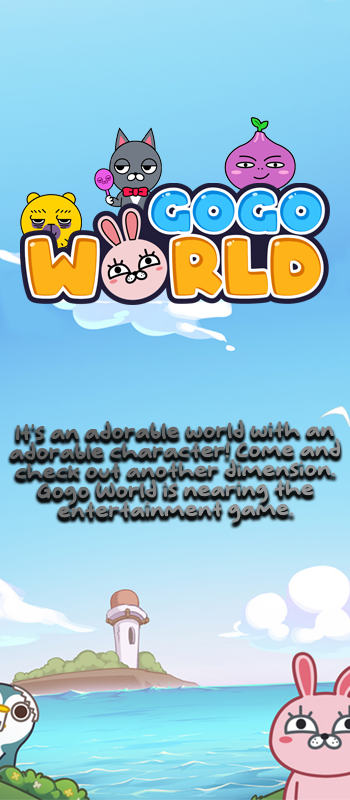 GOGO
WORLD
It's an adorable world with an
adorable character! Come and
check out another dimension.
Gogo World is nearing the
entertainment game.